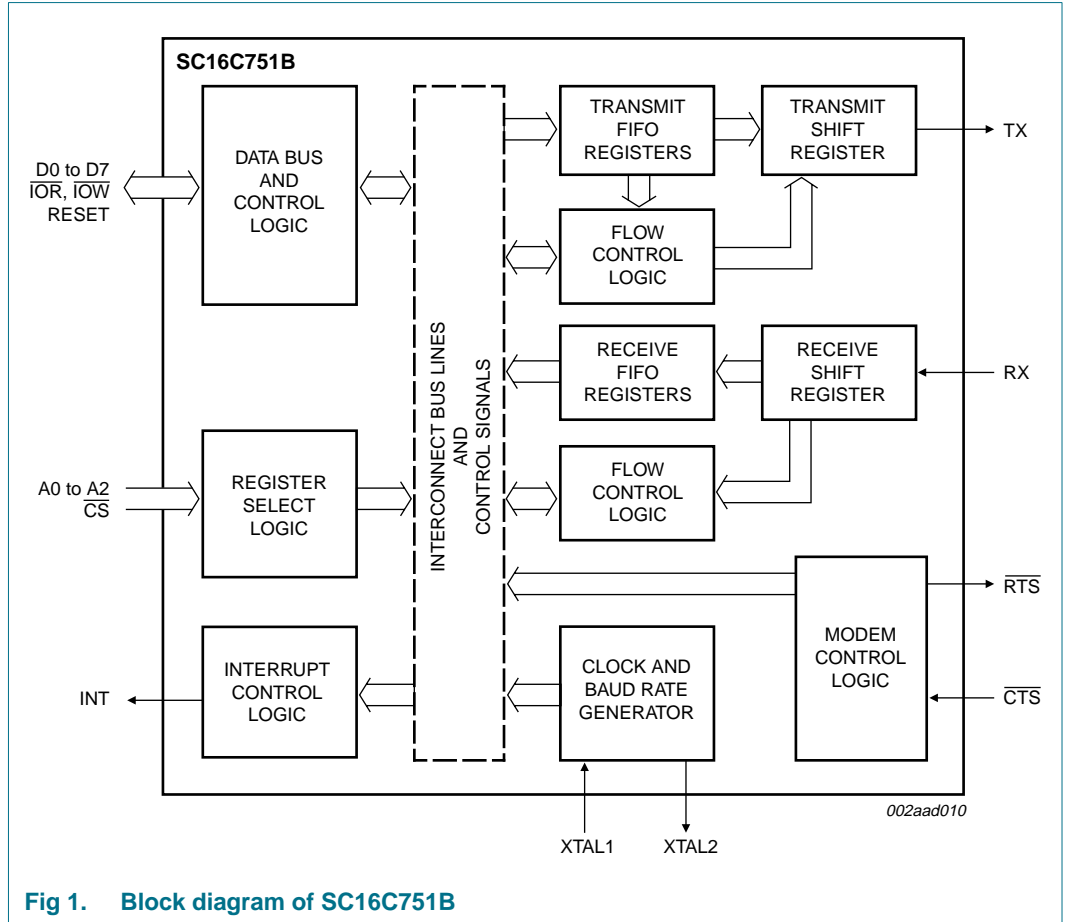 SC16C751B
D0 to D7
IOR, IOW
RESET
DATA BUS
AND
CONTROL
LOGIC
A0 to A2
CS
REGISTER
SELECT
LOGIC
INT
INTERRUPT
CONTROL
LOGIC
INTERCONNECT BUS LINES
AND
CONTROL SIGNALS
TRANSMIT
FIFO
REGISTERS
TRANSMIT
SHIFT
REGISTER
TX
FLOW
CONTROL
LOGIC
RECEIVE
FIFO
REGISTERS
RECEIVE
SHIFT
REGISTER
RX
FLOW
CONTROL
LOGIC
CLOCK AND
BAUD RATE
GENERATOR
MODEM
CONTROL
LOGIC
RTS
CTS
XTAL1
XTAL2
002aad010
Fig 1. Block diagram of SC16C751B